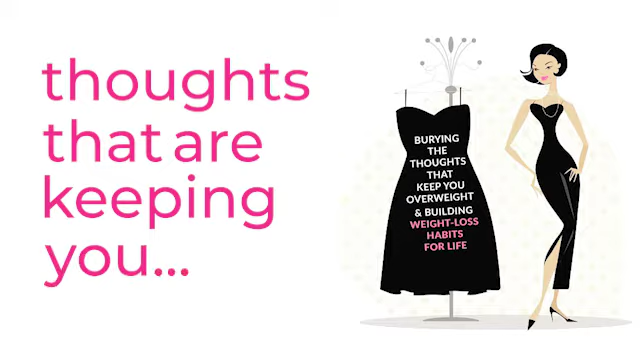 thoughts
that are
keeping
you...
BURYING
THE
THOUGHTS
THAT
KEEP YOU
OVERWEIGHT
& BUILDING
WEIGHT-LOSS
HABITS
FOR LIFE